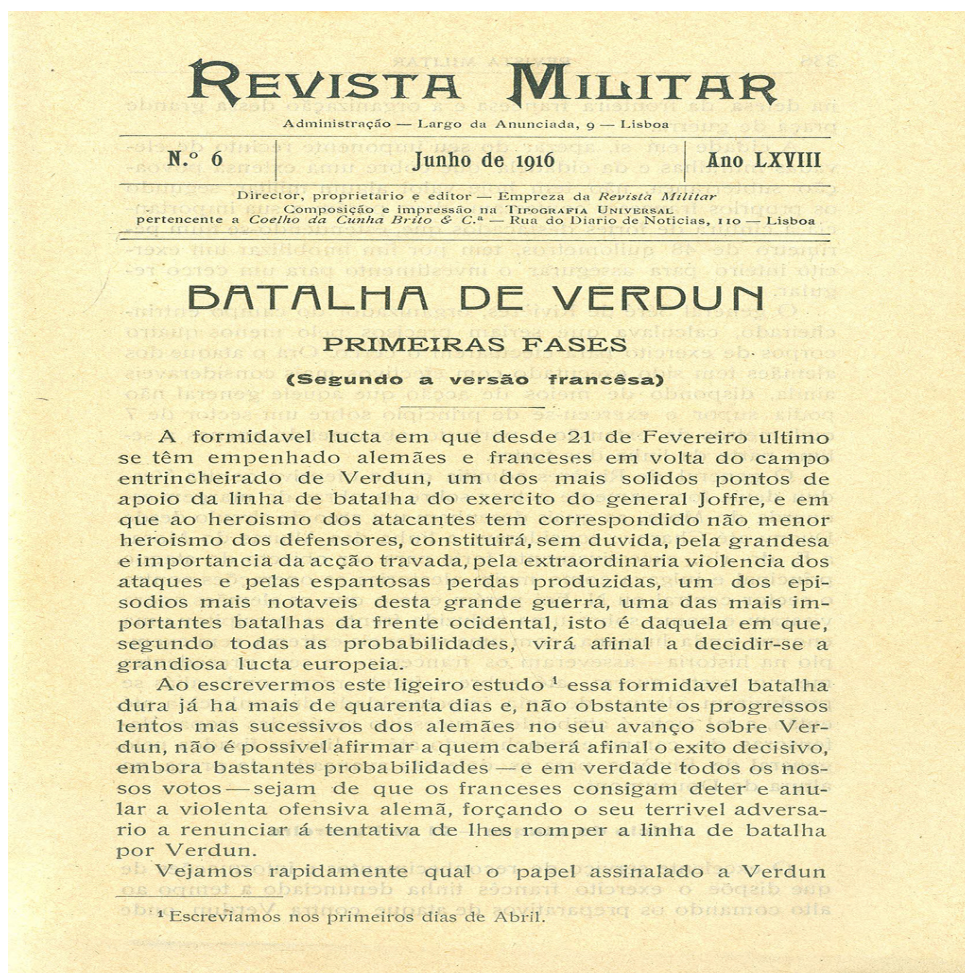 REVISTA MILITAR
Administração — Largo da Anunciada, 9 — Lisboa
N.º 6
Junho de 1916
Ano LXVIII
Director, proprietario e editor — Empreza da Revista Militar
Composição e impressão na TIPOGRAFIA UNIVERSAL
pertencente a Coelho da Cunha Brito & C.ª — Rua do Diario de Noticias, 110 — Lisboa
BATALHA DE VERDUN
PRIMEIRAS FASES
(Segundo a versão francêsa)
A formidavel lucta em que desde 21 de Fevereiro ultimo
se têm empenhado alemães e franceses em volta do campo
entrincheirado de Verdun, um dos mais solidos pontos de
apoio da linha de batalha do exercito do general Joffre, e em
que ao heroismo dos atacantes tem correspondido não menor
heroismo dos defensores, constituirá, sem duvida, pela grandesa
e importancia da acção travada, pela extraordinaria violencia dos
ataques e pelas espantosas perdas produzidas, um dos epi-
sodios mais notaveis desta grande guerra, uma das mais im-
portantes batalhas da frente ocidental, isto é daquela em que,
segundo todas as probabilidades, virá afinal a decidir-se a
grandiosa lucta europeia.
Ao escrevermos este ligeiro estudo ¹ essa formidavel batalha
dura já ha mais de quarenta dias e, não obstante os progressos
lentos mas sucessivos dos alemães no seu avanço sobre Ver-
dun, não é possivel afirmar a quem caberá afinal o exito decisivo,
embora bastantes probabilidades — e em verdade todos os nos-
sos votos — sejam de que os franceses consigam deter e anu-
lar a violenta ofensiva alemã, forçando o seu terrivel adversa-
rio a renunciar á tentativa de lhes romper a linha de batalha
por Verdun.
Vejamos rapidamente qual o papel assinalado a Verdun
¹ Escreviamos nos primeiros dias de Abril.